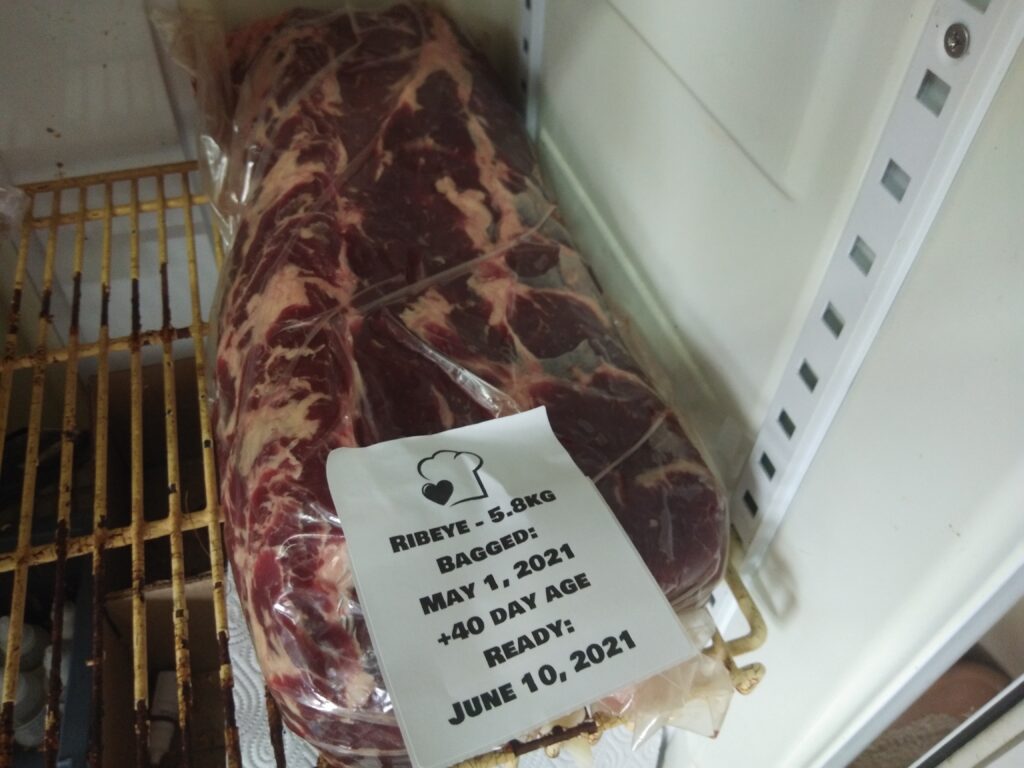 RIBEYE - 5.8KG
BAGGED:
MAY 1, 2021
+40 DAY AGE
READY:
JUNE 10, 2021